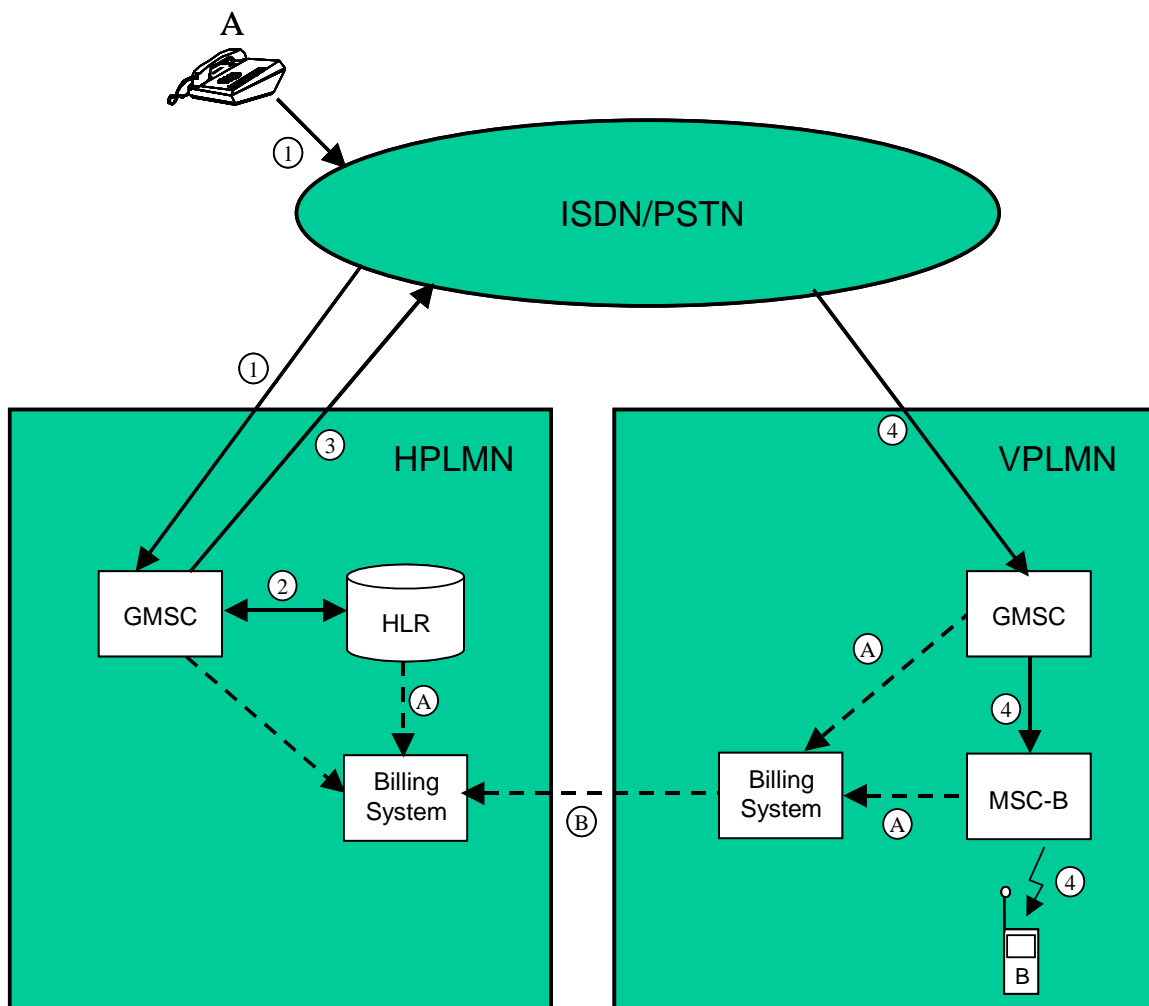 A
1
ISDN/PSTN
1
3
4
HPLMN
VPLMN
2
GMSC
HLR
GMSC
A
A
4
Billing
System
Billing
System
MSC-B
B
A
4
B